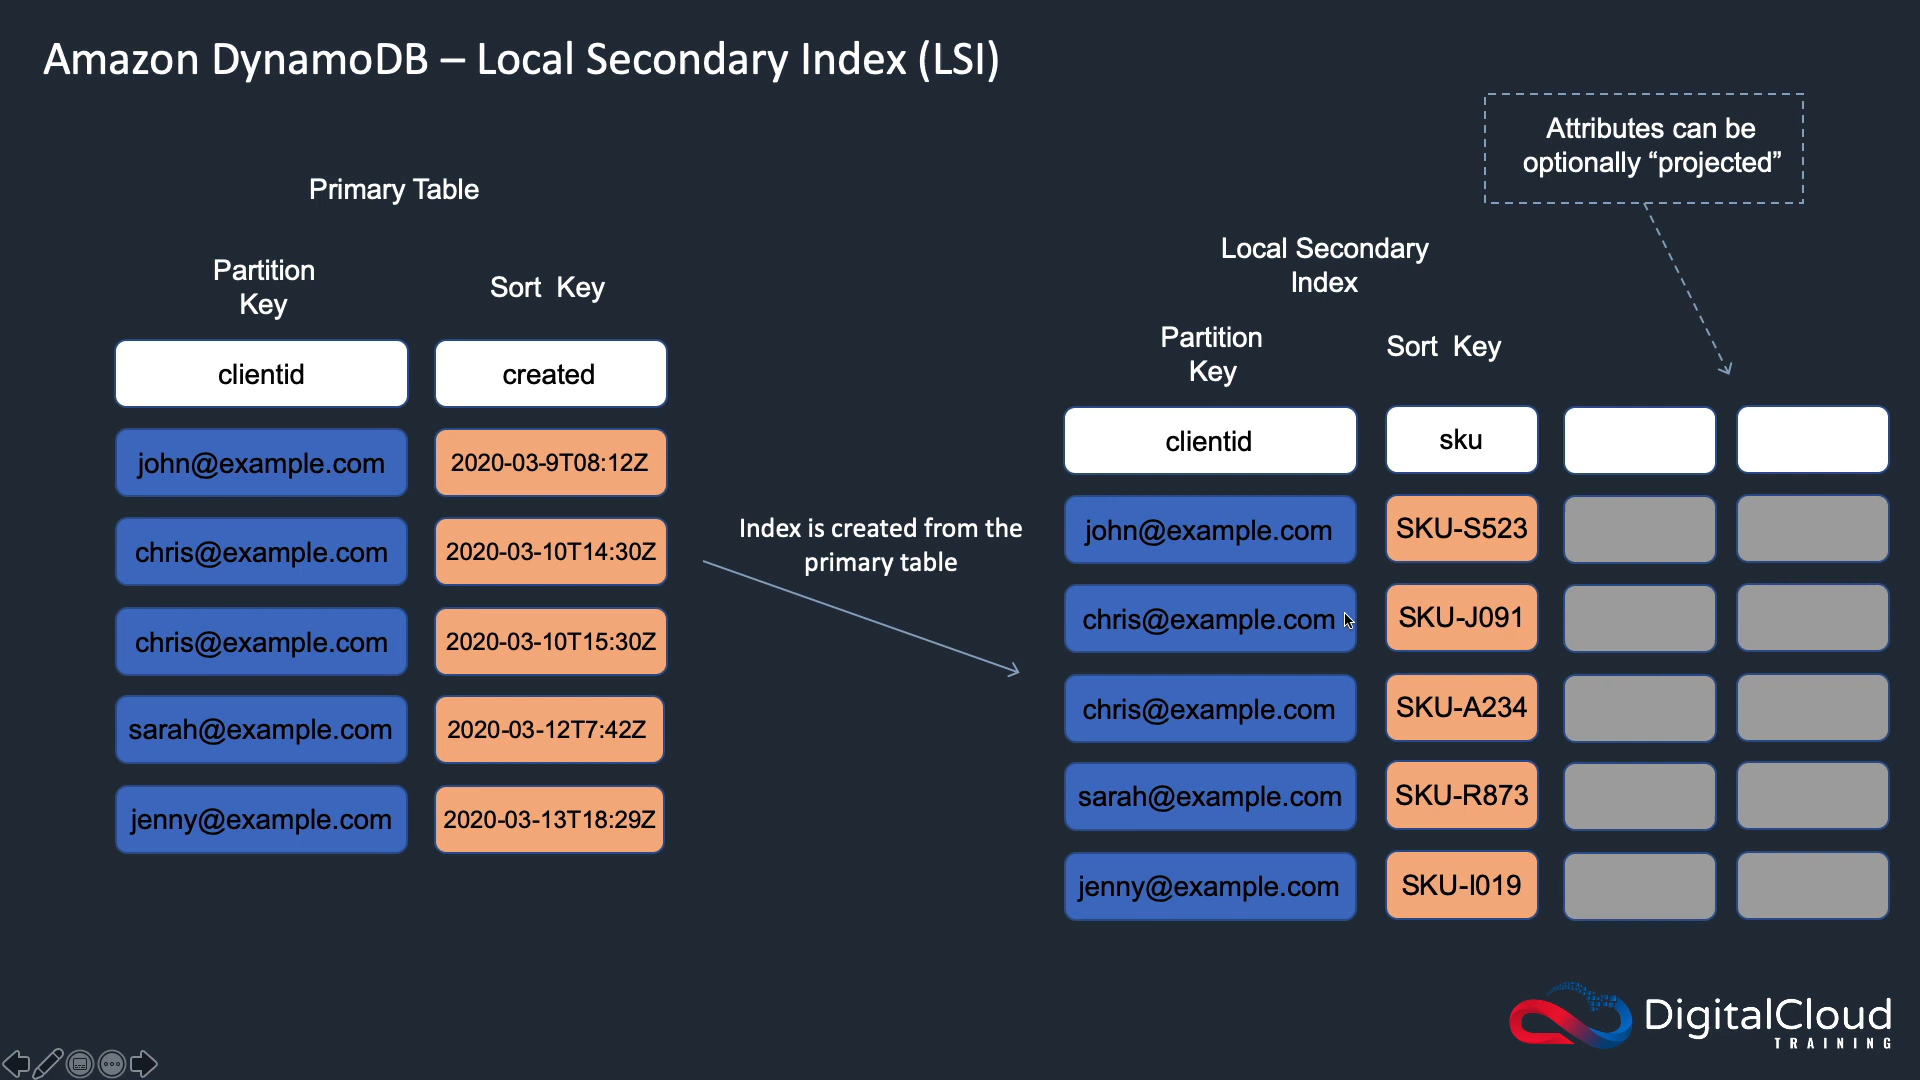 Amazon DynamoDB – Local Secondary Index (LSI)
Attributes can be
optionally “projected”
Primary Table
Partition
Key
Sort Key
clientid
created
john@example.com
2020-03-9T08:12Z
chris@example.com
2020-03-10T14:30Z
chris@example.com
2020-03-10T15:30Z
sarah@example.com
2020-03-12T7:42Z
jenny@example.com
2020-03-13T18:29Z
Index is created from the
primary table
Local Secondary
Index
Partition
Key
Sort Key
clientid
sku
john@example.com
SKU-S523
chris@example.com
SKU-J091
chris@example.com
SKU-A234
sarah@example.com
SKU-R873
jenny@example.com
SKU-I019
DigitalCloud
TRAINING